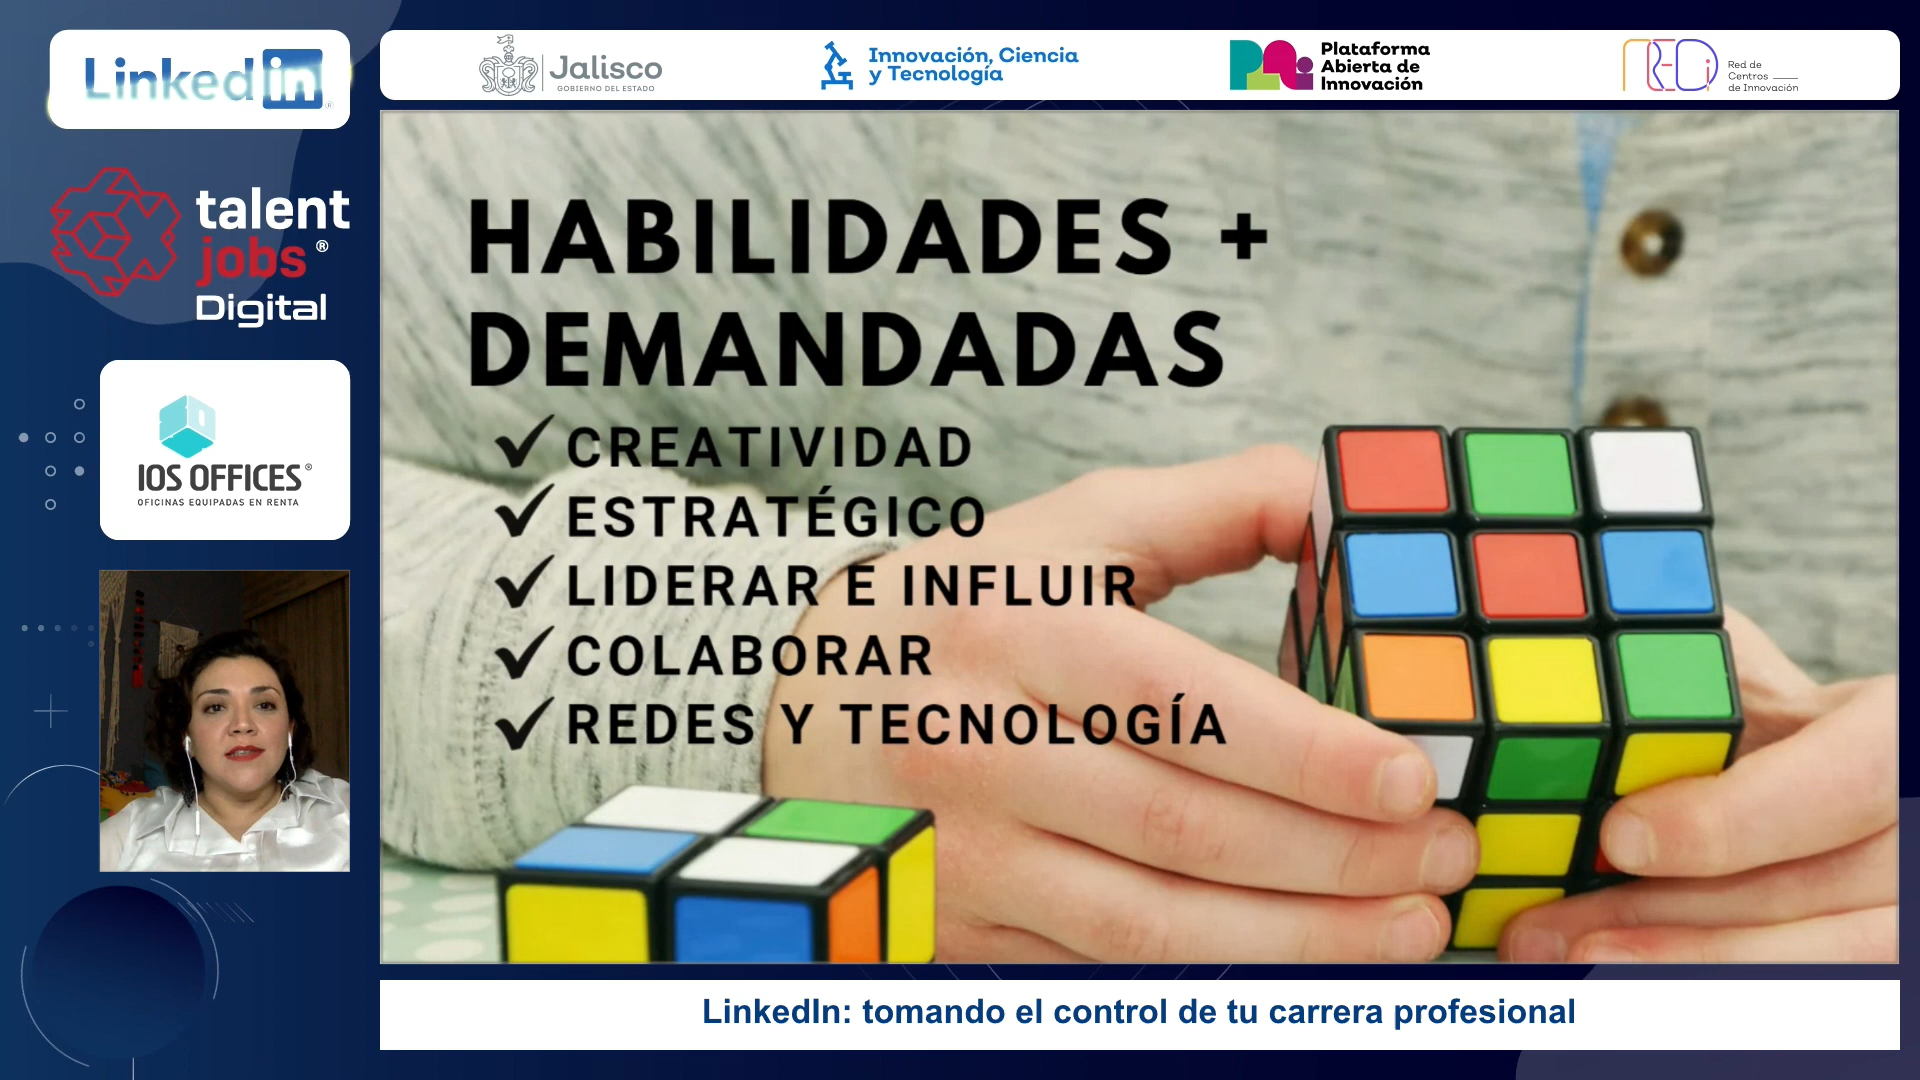 LinkedIn
Jalisco
GOBIERNO DEL ESTADO
Innovación, Ciencia
y Tecnología
Plataforma
Abierta de
Innovación
REDi
Red de
Centros
de Innovación
talent
jobs®
Digital
IOS OFFICES®
OFICINAS EQUIPADAS EN RENTA
HABILIDADES +
DEMANDADAS
CREATIVIDAD
ESTRATÉGICO
LIDERAR E INFLUIR
COLABORAR
REDES Y TECNOLOGÍA
LinkedIn: tomando el control de tu carrera profesional